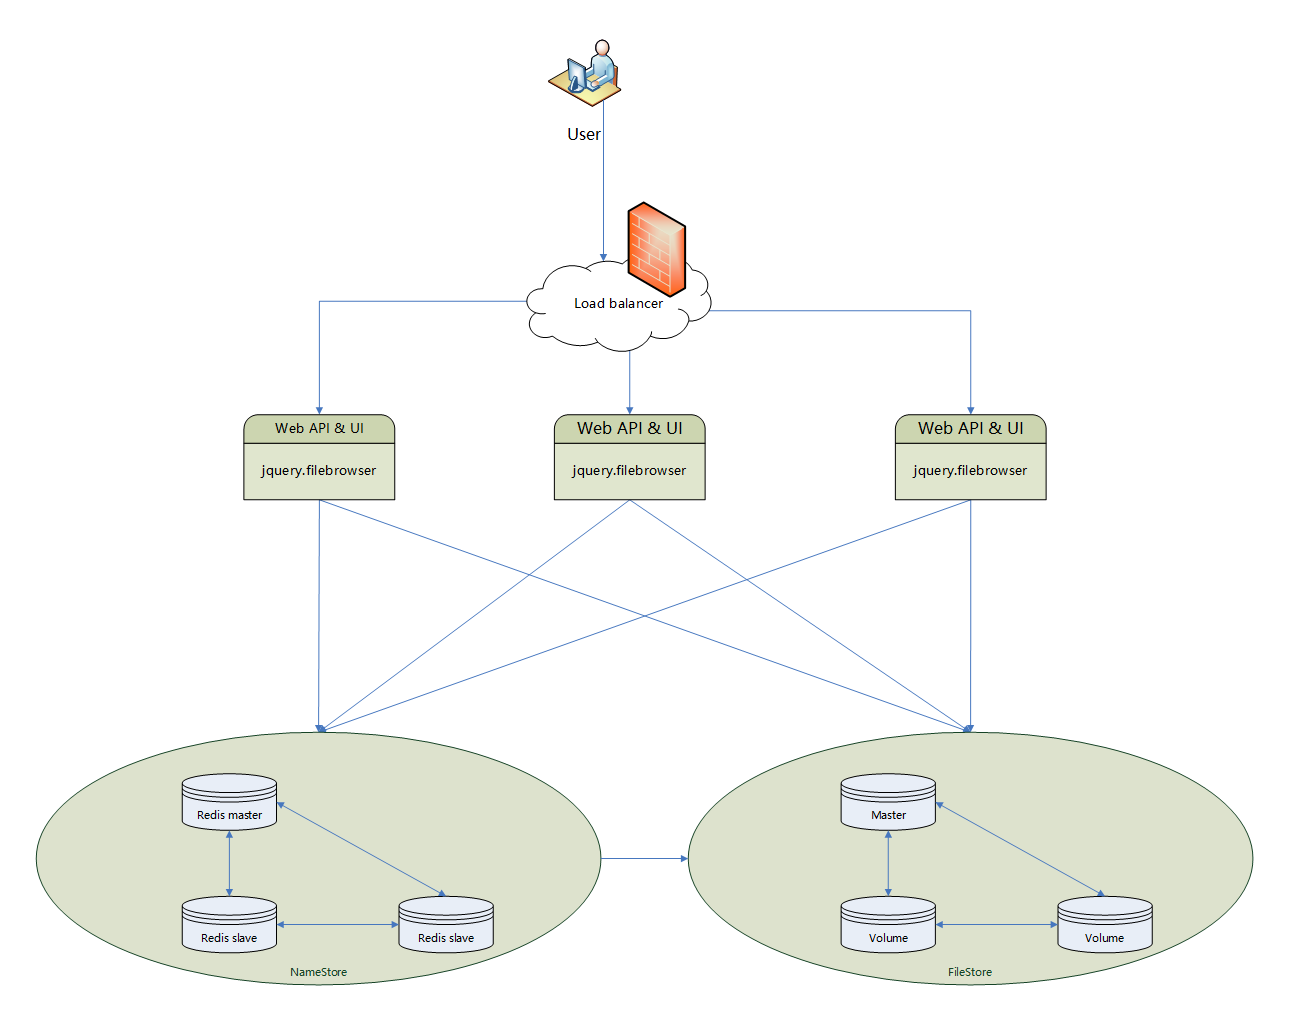 User
Load balancer
Web API & UI
jquery.filebrowser
Web API & UI
jquery.filebrowser
Web API & UI
jquery.filebrowser
Redis master
Redis slave
Redis slave
NameStore
Master
Volume
Volume
FileStore